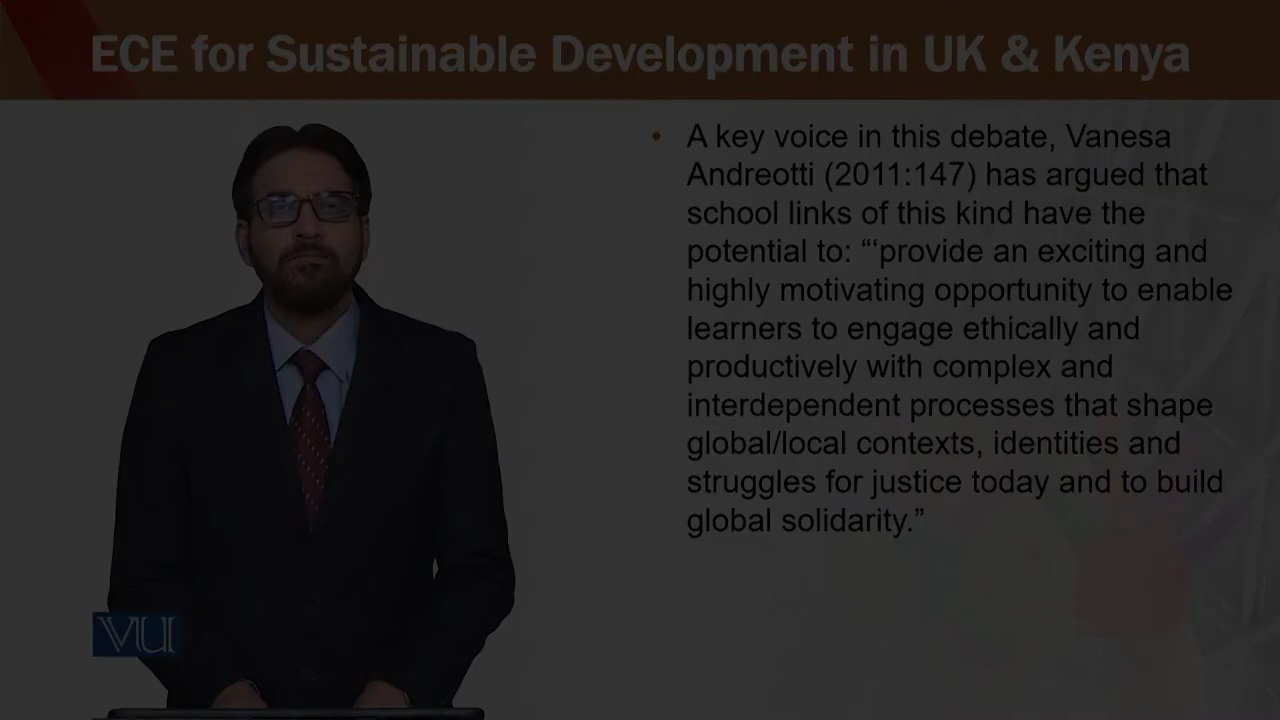 ECE for Sustainable Development in UK & Kenya
• A key voice in this debate, Vanesa
Andreotti (2011:147) has argued that
school links of this kind have the
potential to: “‘provide an exciting and
highly motivating opportunity to enable
learners to engage ethically and
productively with complex and
interdependent processes that shape
global/local contexts, identities and
struggles for justice today and to build
global solidarity.”
VU